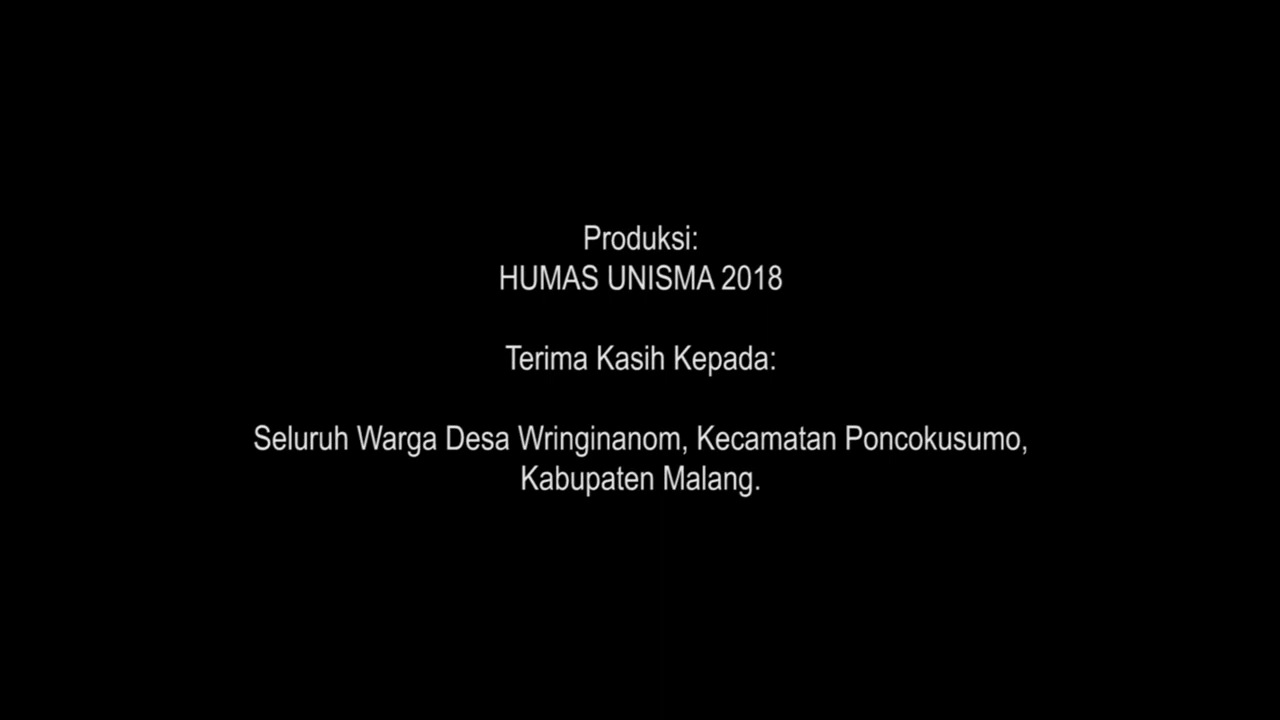 Produksi:
HUMAS UNISMA 2018
Terima Kasih Kepada:
Seluruh Warga Desa Wringinanom, Kecamatan Poncokusumo,
Kabupaten Malang.